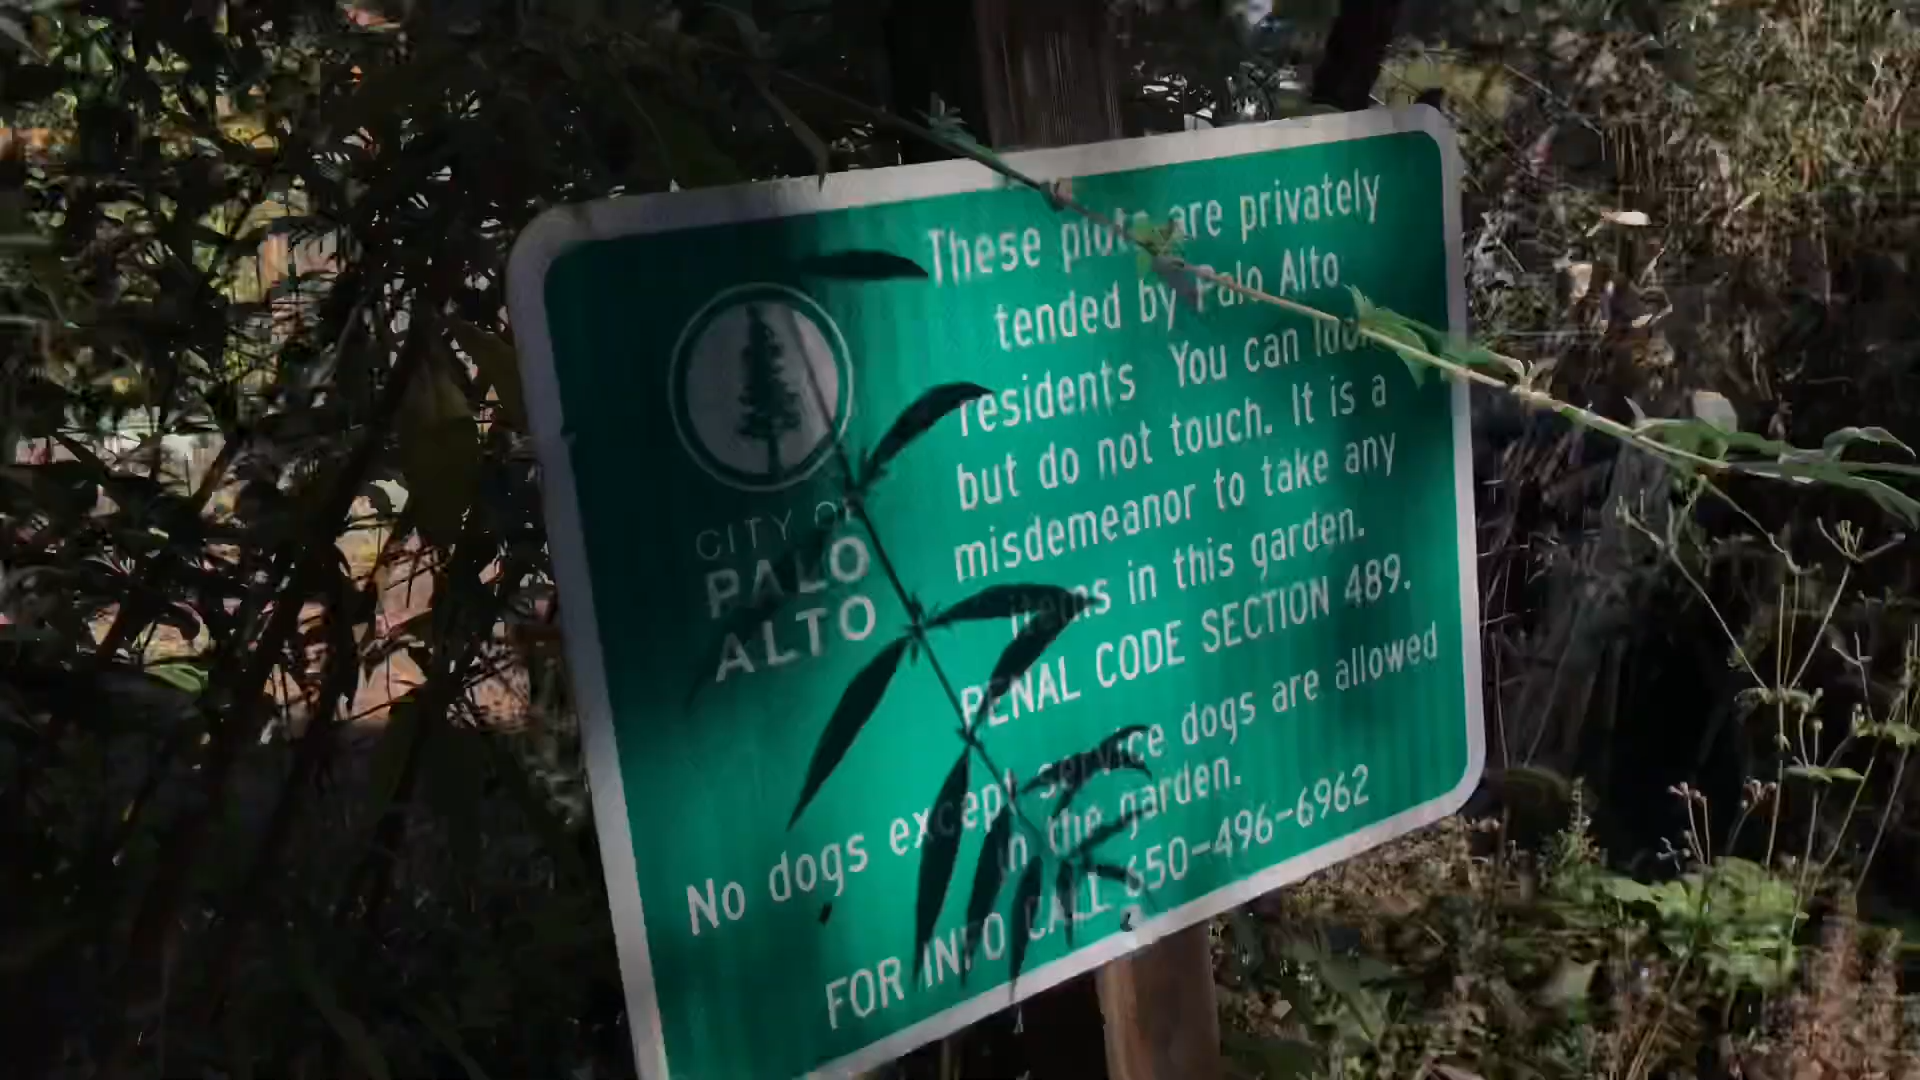 These plots are privately
tended by Palo Alto
residents You can look
but do not touch. It is a
misdemeanor to take any
items in this garden.
PENAL CODE SECTION 489.
CITY OF
PALO
ALTO
No dogs except service dogs are allowed
in the garden.
FOR INFO CALL 650-496-6962